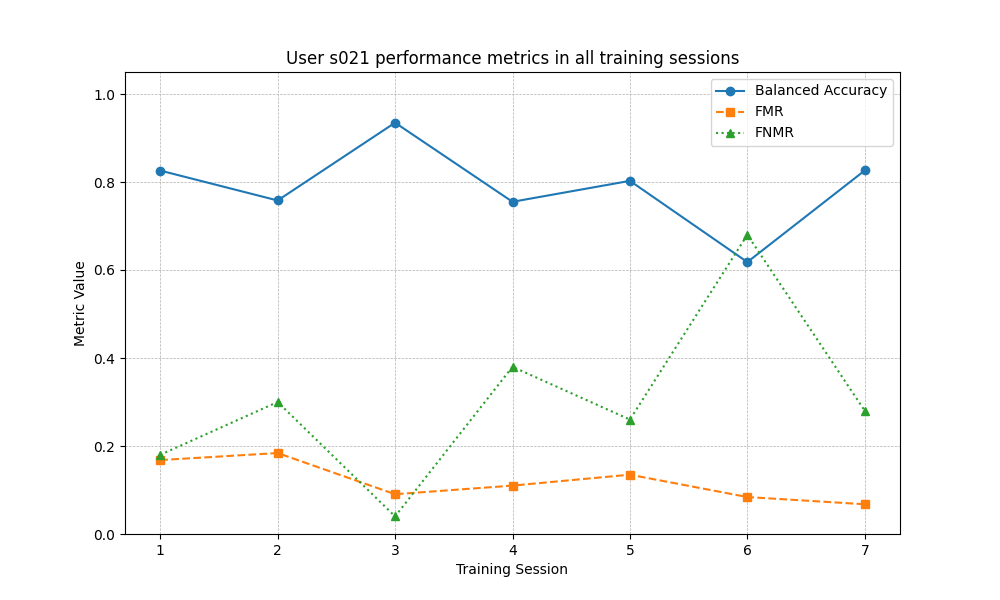 User s021 performance metrics in all training sessions
Balanced Accuracy
FMR
FNMR
1.0
0.8
0.6
0.4
0.2
0.0
Metric Value
1 2 3 4 5 6 7
Training Session